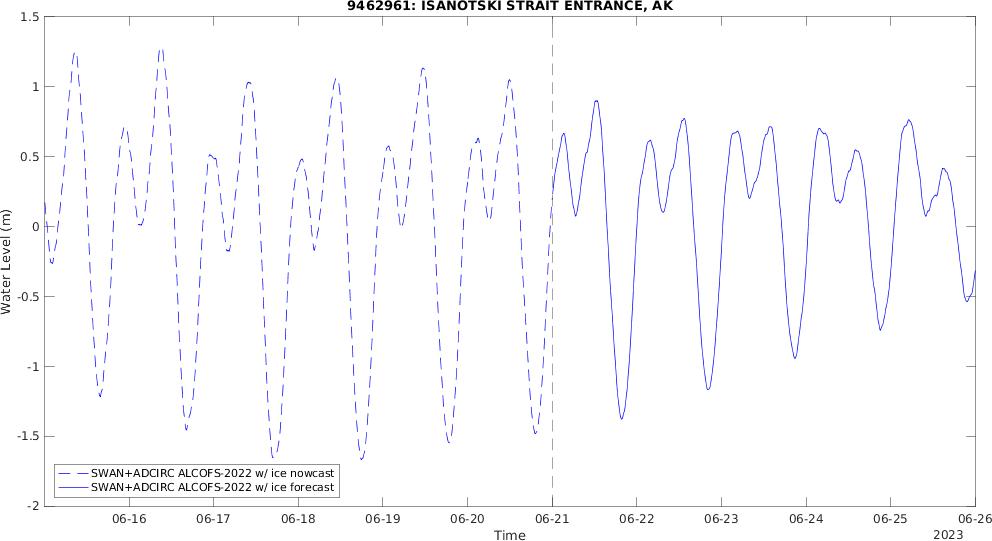 9462961: ISANOTSKI STRAIT ENTRANCE, AK
1.5
1
0.5
0
-0.5
-1
-1.5
-2
Water Level (m)
SWAN+ADCIRC ALCOFS-2022 w/ ice nowcast
SWAN+ADCIRC ALCOFS-2022 w/ ice forecast
06-16 06-17 06-18 06-19 06-20 06-21 06-22 06-23 06-24 06-25 06-26
Time
2023